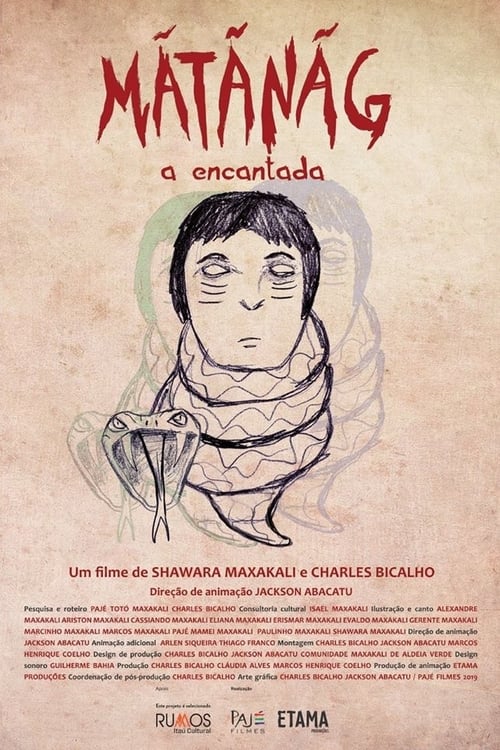 MÃTÃNÃG
a encantada
Um filme de SHAWARA MAXAKALI e CHARLES BICALHO
Direção de animação JACKSON ABACATU
Pesquisa e roteiro PAJÉ TOTÓ MAXAKALI CHARLES BICALHO Consultoria cultural ISAEL MAXAKALI Ilustração e canto ALEXANDRE
MAXAKALI ARISTON MAXAKALI CASSIANDO MAXAKALI ELIANA MAXAKALI ERISMAR MAXAKALI EVALDO MAXAKALI GERENTE MAXAKALI
MARCINHO MAXAKALI MARCOS MAXAKALI PAJÉ MAMEI MAXAKALI PAULINHO MAXAKALI SHAWARA MAXAKALI Direção de animação
JACKSON ABACATU Animação adicional ARLEN SIQUEIRA THIAGO FRANCO Montagem CHARLES BICALHO JACKSON ABACATU MARCOS
HENRIQUE COELHO Design de produção CHARLES BICALHO JACKSON ABACATU COMUNIDADE MAXAKALI DE ALDEIA VERDE Design
sonoro GUILHERME BAHIA Produção CHARLES BICALHO CLÁUDIA ALVES MARCOS HENRIQUE COELHO Produção de animação ETAMA
PRODUÇÕES Coordenação de pós-produção CHARLES BICALHO Arte gráfica CHARLES BICALHO JACKSON ABACATU / PAJÉ FILMES 2019
Apoio Realização
Este projeto é selecionado
RUMOS PAJÉ ETAMA
Itaú Cultural FILMES PRODUÇÕES